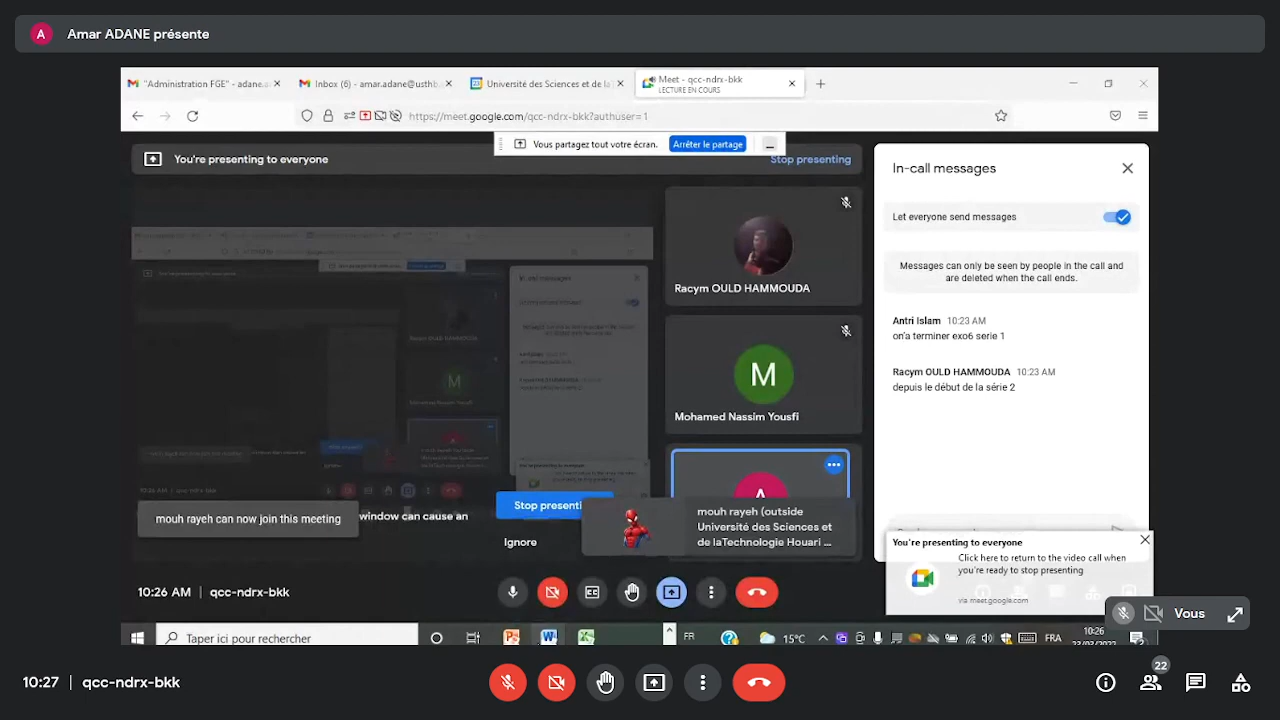 A
Amar ADANE présente
"Administration FGE" - adane.a
Inbox (6) - amar.adane@usthb
Université des Sciences et de la
Meet - qcc-ndrx-bkk
LECTURE EN COURS
https://meet.google.com/qcc-ndrx-bkk?authuser=1
Vous partagez tout votre écran.
Arrêter le partage
You're presenting to everyone
Stop presenting
In-call messages
Let everyone send messages
Messages can only be seen by people in the call and
are deleted when the call ends.
Antri Islam 10:23 AM
on'a terminer exo6 serie 1
Racym OULD HAMMOUDA 10:23 AM
depuis le début de la série 2
Racym OULD HAMMOUDA
M
Mohamed Nassim Yousfi
A
mouh rayeh can now join this meeting
window can cause an
Stop presenti
Ignore
mouh rayeh (outside
Université des Sciences et
de laTechnologie Houari ...
You're presenting to everyone
Click here to return to the video call when
you're ready to stop presenting
via meet.google.com
10:26 AM | qcc-ndrx-bkk
Vous
Taper ici pour rechercher
FR
15°C
FRA
10:26
10:27 | qcc-ndrx-bkk
22